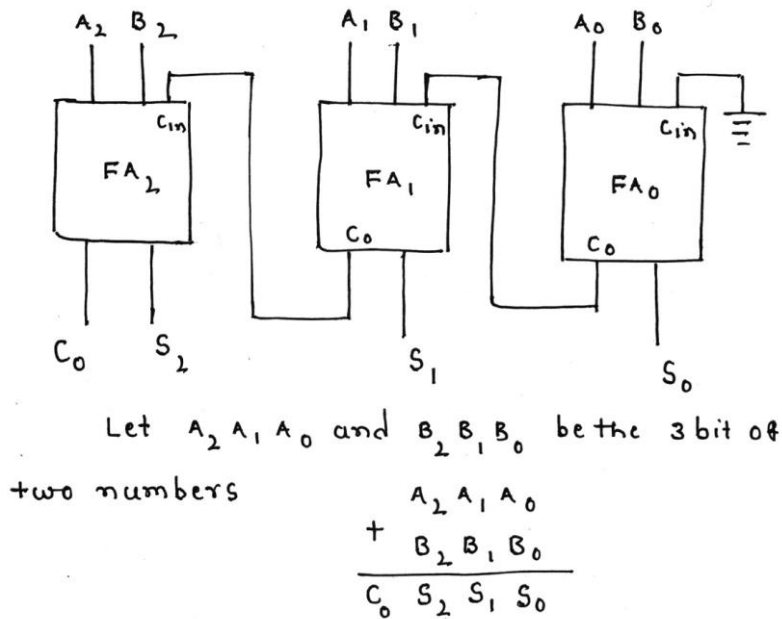 A₂ B₂ A₁ B₁ A₀ B₀
Cin Cin Cin
FA₂ FA₁ FA₀
C₀ C₀
C₀ S₂ S₁ S₀
Let A₂ A₁ A₀ and B₂ B₁ B₀ be the 3 bit of
two numbers
A₂ A₁ A₀
+ B₂ B₁ B₀
C₀ S₂ S₁ S₀